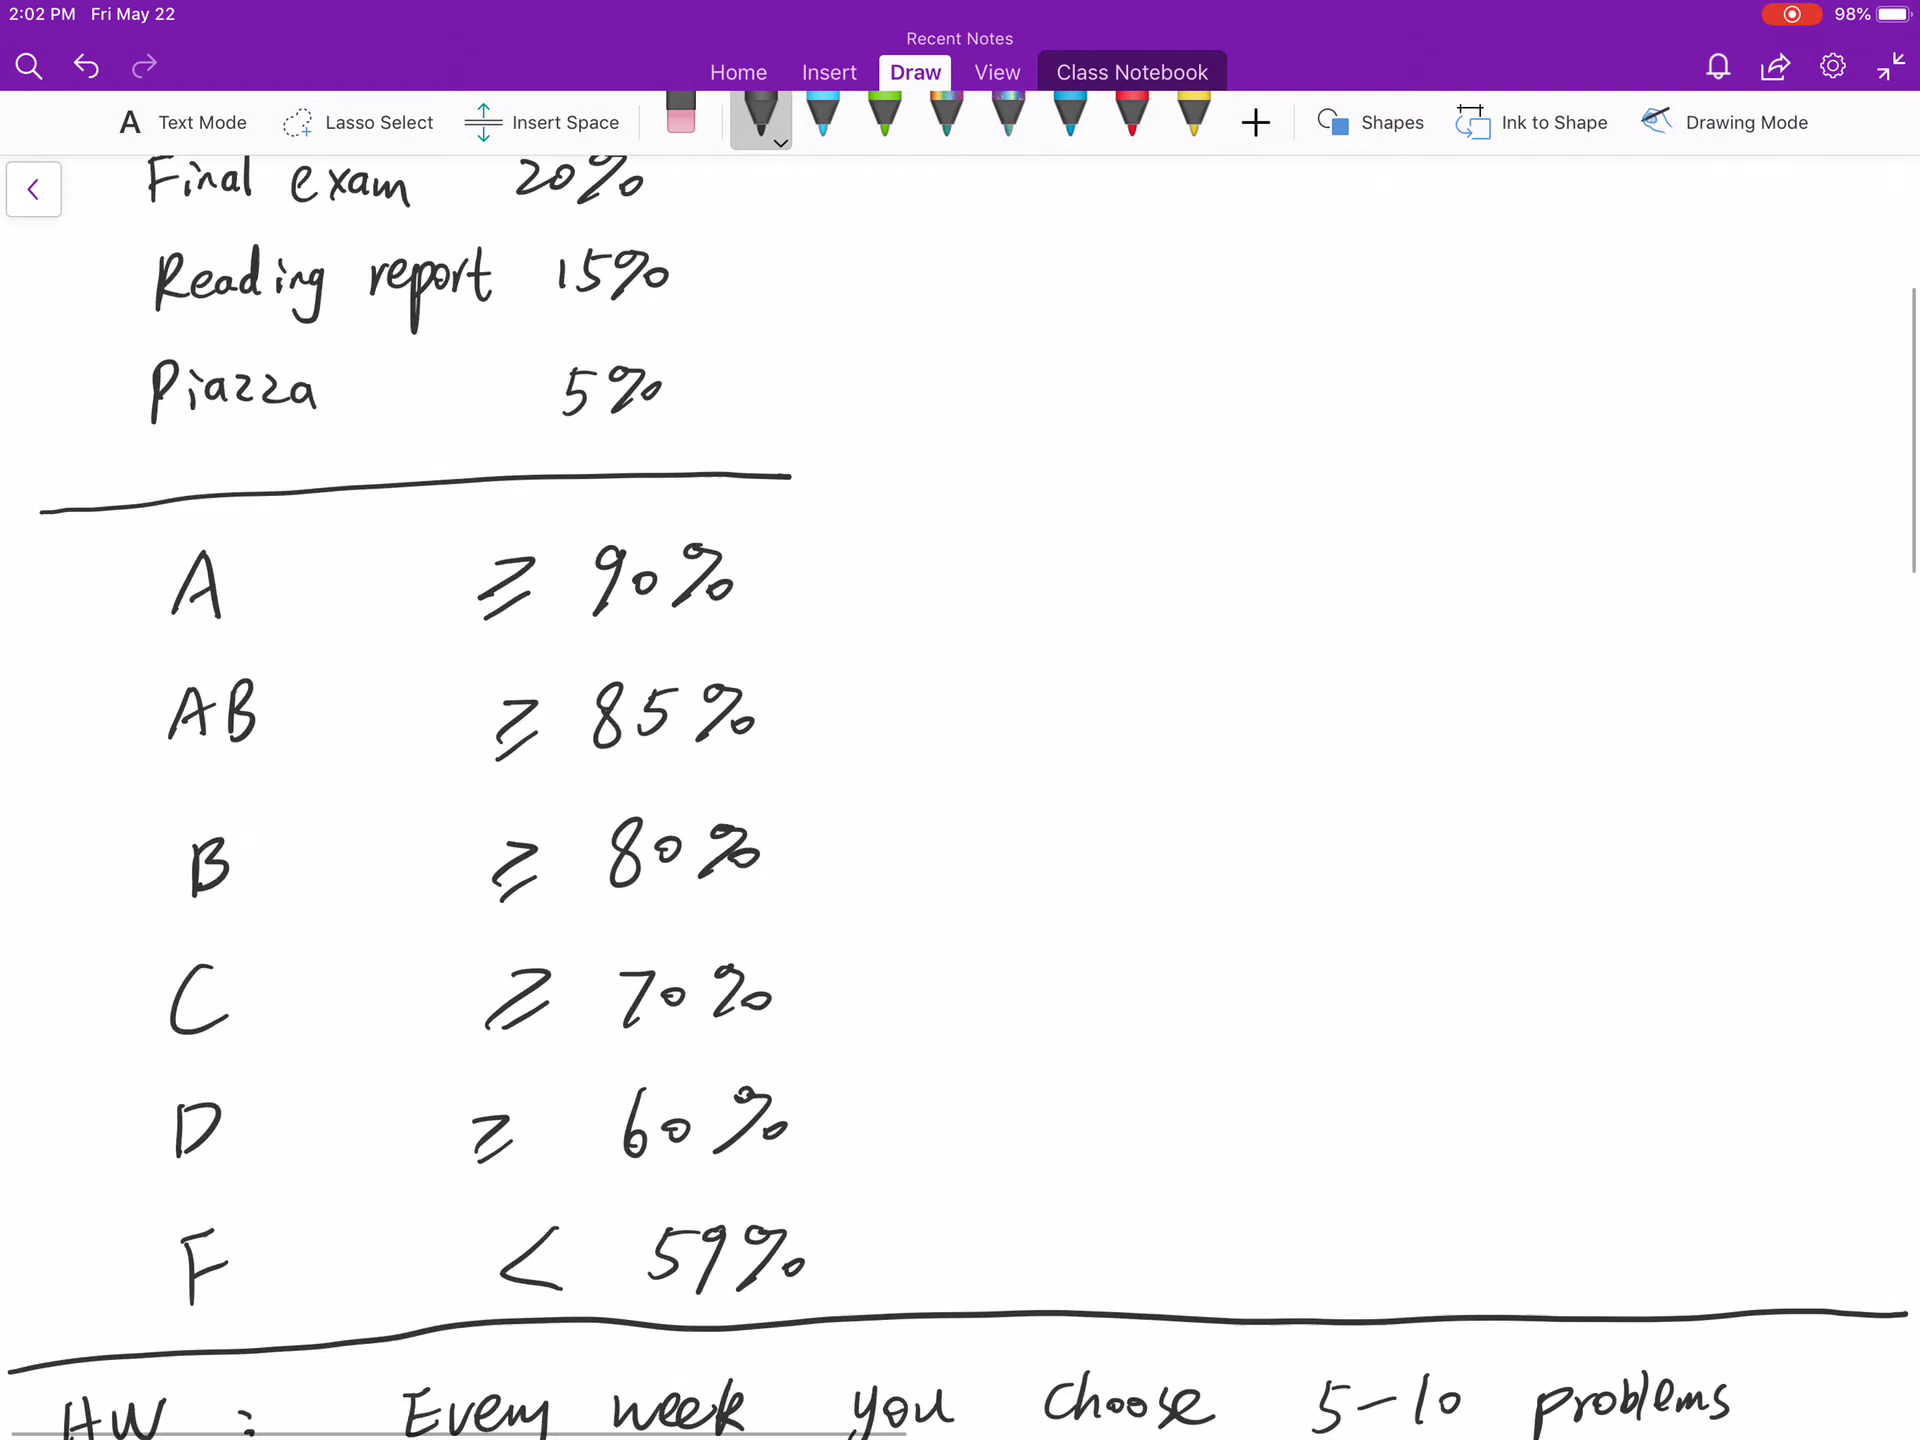 2:02 PM Fri May 22 98%
Recent Notes
Home Insert Draw View Class Notebook
A Text Mode Lasso Select Insert Space Shapes Ink to Shape Drawing Mode
Final exam 20%
Reading report 15%
Piazza 5%
A ≥ 90%
AB ≥ 85%
B ≥ 80%
C ≥ 70%
D ≥ 60%
F < 59%
HW : Every week you choose 5-10 problems